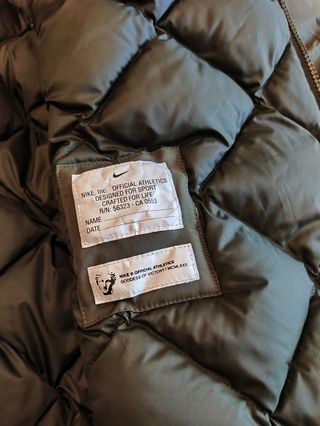 NIKE, Inc. OFFICIAL ATHLETICS
DESIGNED FOR SPORT
CRAFTED FOR LIFE
R/N: 56323 - CA 0553
NAME
DATE
NIKE ® OFFICIAL ATHLETICS
GODDESS OF VICTORY | MCMLXXII